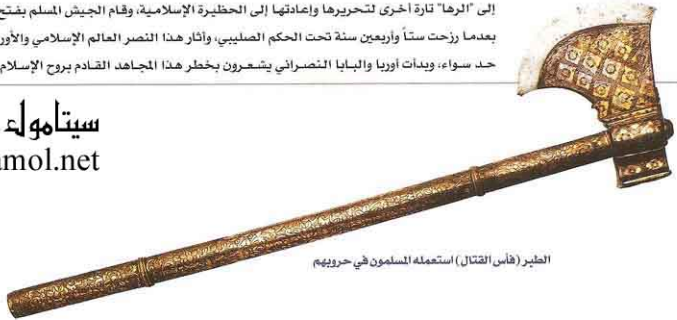 إلى "الرها" تارة أخرى لتحريرها وإعادتها إلى الحظيرة الإسلامية، وقام الجيش المسلم بفتح
بعدما رزحت ستاً وأربعين سنة تحت الحكم الصليبي، وأثار هذا النصر العالم الإسلامي والأور
حد سواء، وبدأت أوربا والبابا النصراني يشعرون بخطر هذا المجاهد القادم بروح الإسلام
سيتامول
amol.net
الطبر (فأس القتال) استعمله المسلمون في حروبهم